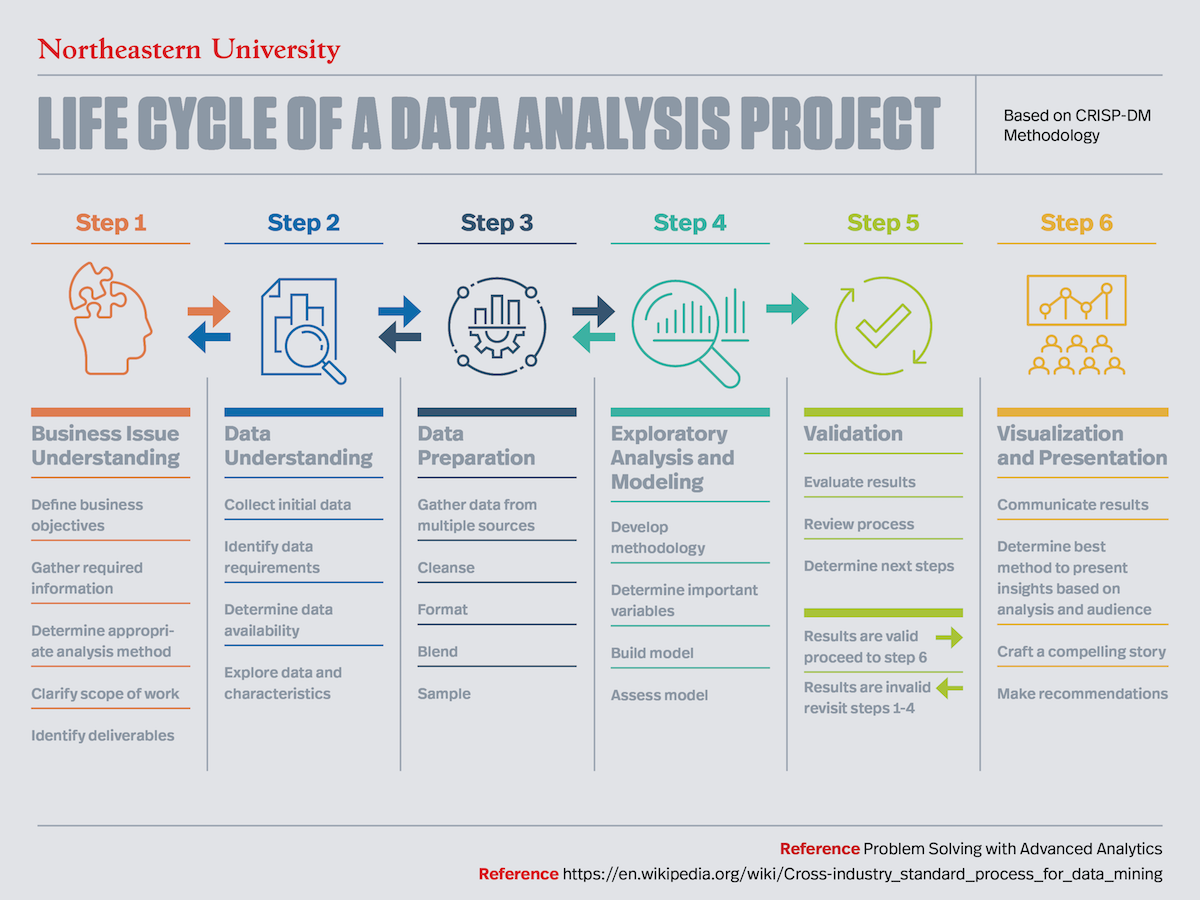 Northeastern University
LIFE CYCLE OF A DATA ANALYSIS PROJECT
Based on CRISP-DM
Methodology
Step 1
Step 2
Step 3
Step 4
Step 5
Step 6
Business Issue
Understanding
Define business
objectives
Gather required
information
Determine appropri-
ate analysis method
Clarify scope of work
Identify deliverables
Data
Understanding
Collect initial data
Identify data
requirements
Determine data
availability
Explore data and
characteristics
Data
Preparation
Gather data from
multiple sources
Cleanse
Format
Blend
Sample
Exploratory
Analysis and
Modeling
Develop
methodology
Determine important
variables
Build model
Assess model
Validation
Evaluate results
Review process
Determine next steps
Results are valid
proceed to step 6
Results are invalid
revisit steps 1-4
Visualization
and Presentation
Communicate results
Determine best
method to present
insights based on
analysis and audience
Craft a compelling story
Make recommendations
Reference Problem Solving with Advanced Analytics
Reference https://en.wikipedia.org/wiki/Cross-industry_standard_process_for_data_mining